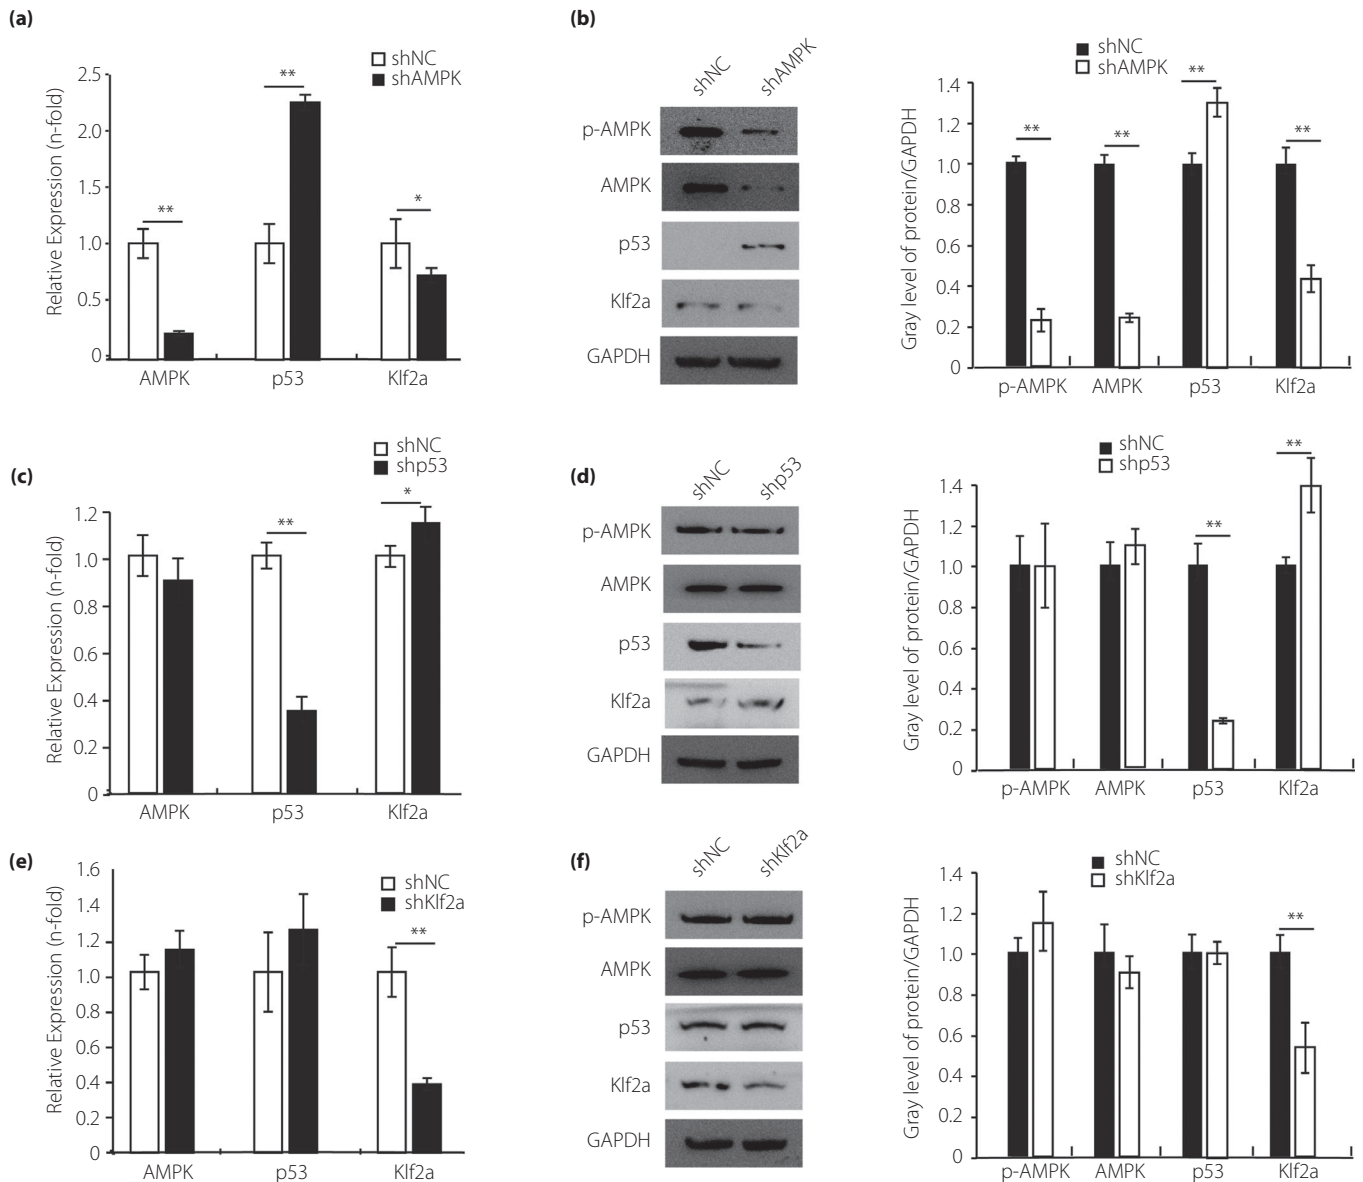 (a)
shNC
shAMPK
Relative Expression (n-fold)
2.5
2.0
1.5
1.0
0.5
0
**
**
*
AMPK p53 Klf2a
(b)
shNC shAMPK
p-AMPK
AMPK
p53
Klf2a
GAPDH
shNC
shAMPK
Gray level of protein/GAPDH
1.4
1.2
1.0
0.8
0.6
0.4
0.2
0
**
**
**
**
p-AMPK AMPK p53 Klf2a
(c)
shNC
shp53
Relative Expression (n-fold)
1.2
1.0
0.8
0.6
0.4
0.2
0
**
*
AMPK p53 Klf2a
(d)
shNC shp53
p-AMPK
AMPK
p53
Klf2a
GAPDH
shNC
shp53
Gray level of protein/GAPDH
1.4
1.2
1.0
0.8
0.6
0.4
0.2
0
**
**
p-AMPK AMPK p53 Klf2a
(e)
shNC
shKlf2a
Relative Expression (n-fold)
1.6
1.4
1.2
1.0
0.8
0.6
0.4
0.2
0
**
AMPK p53 Klf2a
(f)
shNC shKlf2a
p-AMPK
AMPK
p53
Klf2a
GAPDH
shNC
shKlf2a
Gray level of protein/GAPDH
1.4
1.2
1.0
0.8
0.6
0.4
0.2
0
**
p-AMPK AMPK p53 Klf2a